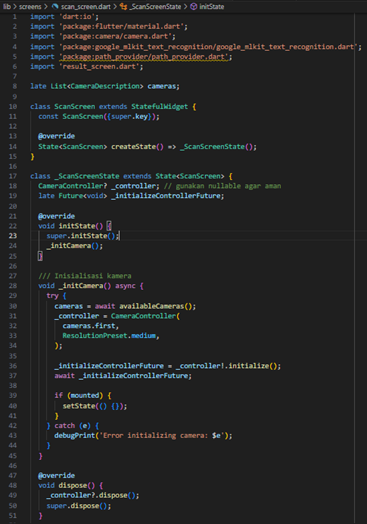 lib > screens > scan_screen.dart > _ScanScreenState > initState
1 import 'dart:io';
2 import 'package:flutter/material.dart';
3 import 'package:camera/camera.dart';
4 import 'package:google_mlkit_text_recognition/google_mlkit_text_recognition.dart';
5 import 'package:path_provider/path_provider.dart';
6 import 'result_screen.dart';
7
8 late List<CameraDescription> cameras;
9
10 class ScanScreen extends StatefulWidget {
11 const ScanScreen({super.key});
12
13 @override
14 State<ScanScreen> createState() => _ScanScreenState();
15 }
16
17 class _ScanScreenState extends State<ScanScreen> {
18 CameraController? _controller; // gunakan nullable agar aman
19 late Future<void> _initializeControllerFuture;
20
21 @override
22 void initState() {
23 super.initState();
24 _initCamera();
25 }
26
27 /// Inisialisasi kamera
28 void _initCamera() async {
29 try {
30 cameras = await availableCameras();
31 _controller = CameraController(
32 cameras.first,
33 ResolutionPreset.medium,
34 );
35
36 _initializeControllerFuture = _controller!.initialize();
37 await _initializeControllerFuture;
38
39 if (mounted) {
40 setState(() {});
41 }
42 } catch (e) {
43 debugPrint('Error initializing camera: $e');
44 }
45 }
46
47 @override
48 void dispose() {
49 _controller?.dispose();
50 super.dispose();
51 }